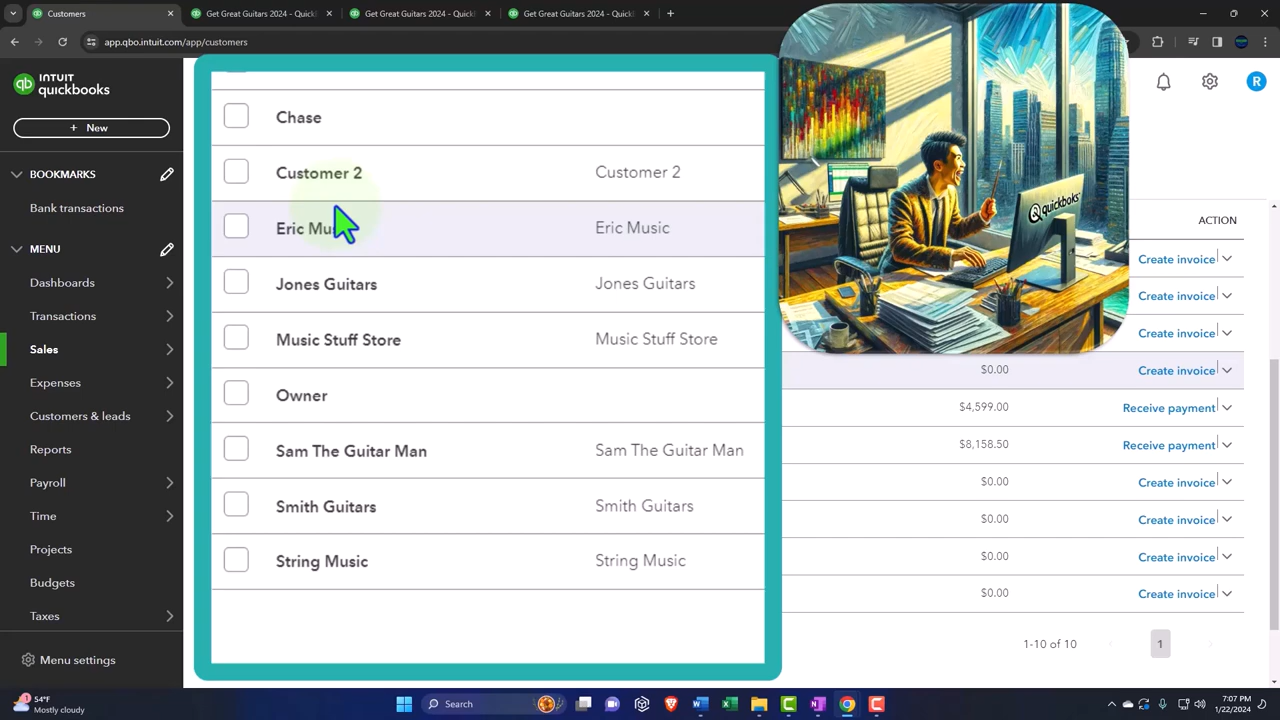 Customers
Get Great Guitars 2024 - Quick
Get Great Guitars 2024 - Quick
Get Great Guitars 2024 - Quick
app.qbo.intuit.com/app/customers
qb
INTUIT
quickbooks
R
+ New
BOOKMARKS
Bank transactions
MENU
Dashboards
Transactions
Sales
Expenses
Customers & leads
Reports
Payroll
Time
Projects
Budgets
Taxes
Menu settings
Chase
Customer 2 Customer 2
Eric Mus Eric Music
Jones Guitars Jones Guitars
Music Stuff Store Music Stuff Store
Owner
Sam The Guitar Man Sam The Guitar Man
Smith Guitars Smith Guitars
String Music String Music
quickboks
ACTION
Create invoice
Create invoice
Create invoice
$0.00 Create invoice
$4,599.00 Receive payment
$8,158.50 Receive payment
$0.00 Create invoice
$0.00 Create invoice
$0.00 Create invoice
$0.00 Create invoice
1-10 of 10 1
1
54°F
Mostly cloudy
Search
7:07 PM
1/22/2024